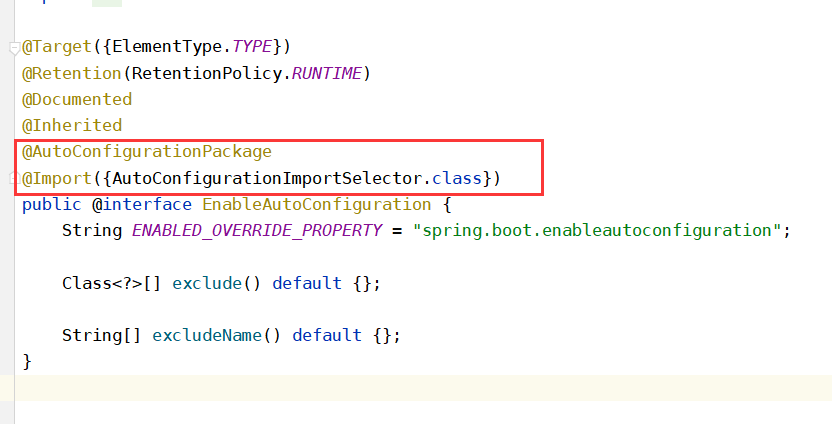 @Target({ElementType.TYPE})
@Retention(RetentionPolicy.RUNTIME)
@Documented
@Inherited
@AutoConfigurationPackage
@Import({AutoConfigurationImportSelector.class})
public @interface EnableAutoConfiguration {
    String ENABLED_OVERRIDE_PROPERTY = "spring.boot.enableautoconfiguration";
    Class<?>[] exclude() default {};
    String[] excludeName() default {};
}